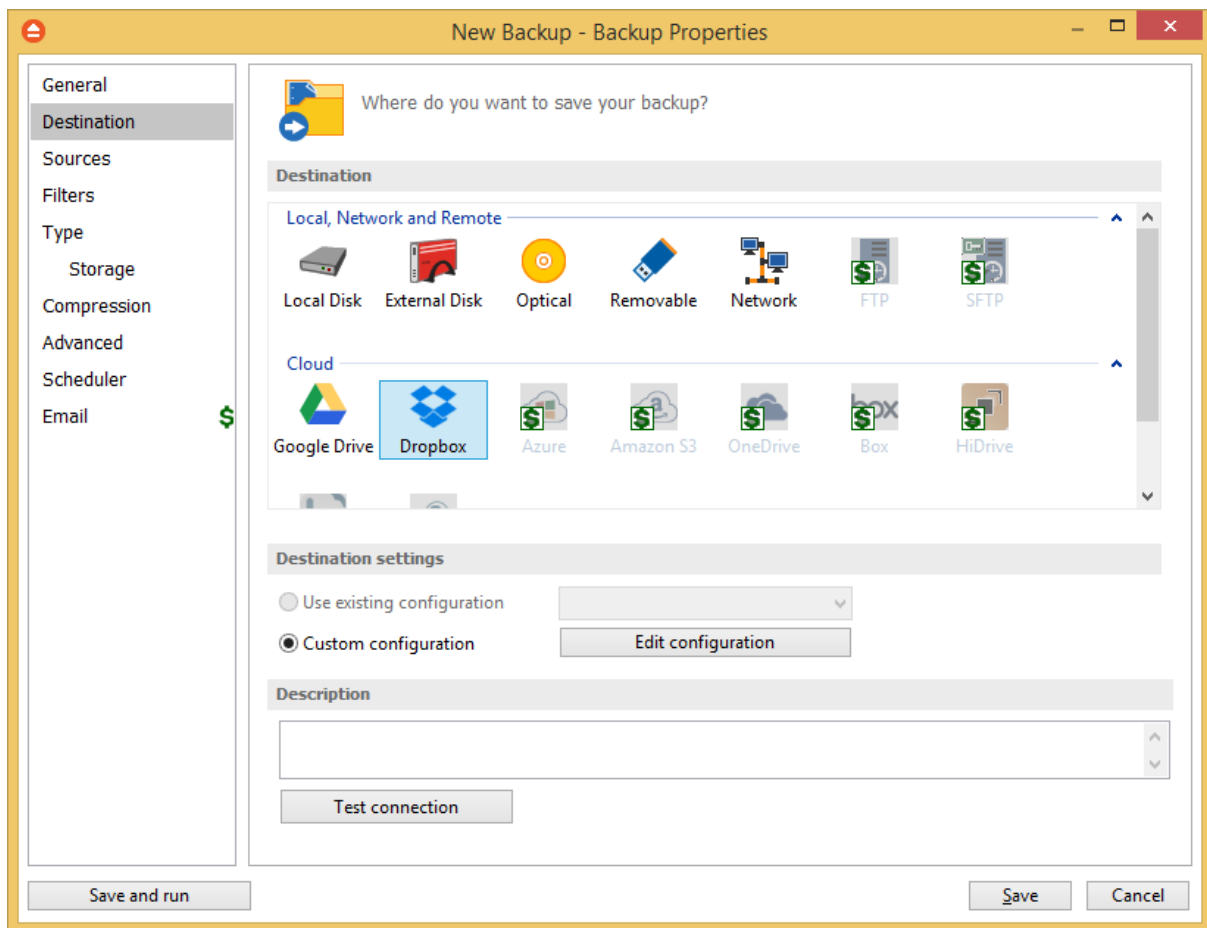 New Backup - Backup Properties
General
Destination
Sources
Filters
Type
Storage
Compression
Advanced
Scheduler
Email $
Where do you want to save your backup?
Destination
Local, Network and Remote
Local Disk External Disk Optical Removable Network $ FTP $ SFTP
Cloud
Google Drive Dropbox $ Azure $ a Amazon S3 $ OneDrive $ box Box $ HiDrive
Destination settings
Use existing configuration
Custom configuration Edit configuration
Description
Test connection
Save and run Save Cancel